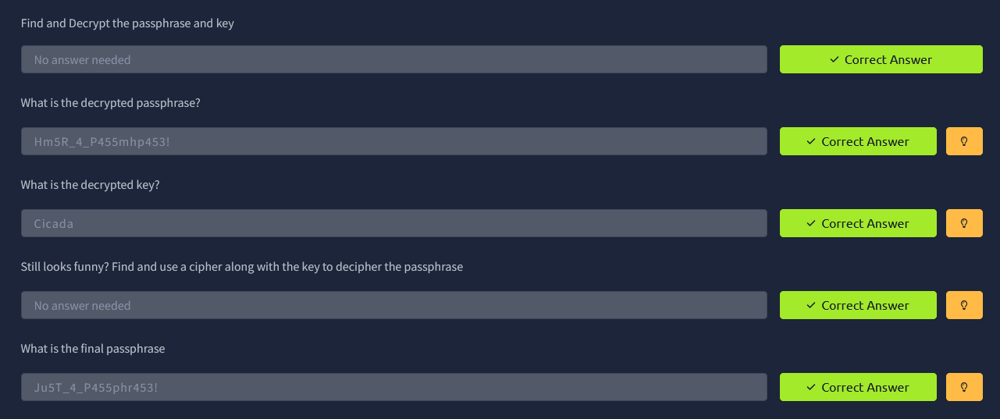 Find and Decrypt the passphrase and key
No answer needed
Correct Answer
What is the decrypted passphrase?
Hm5R_4_P455mhp453!
Correct Answer
What is the decrypted key?
Cicada
Correct Answer
Still looks funny? Find and use a cipher along with the key to decipher the passphrase
No answer needed
Correct Answer
What is the final passphrase
Ju5T_4_P455phr453!
Correct Answer